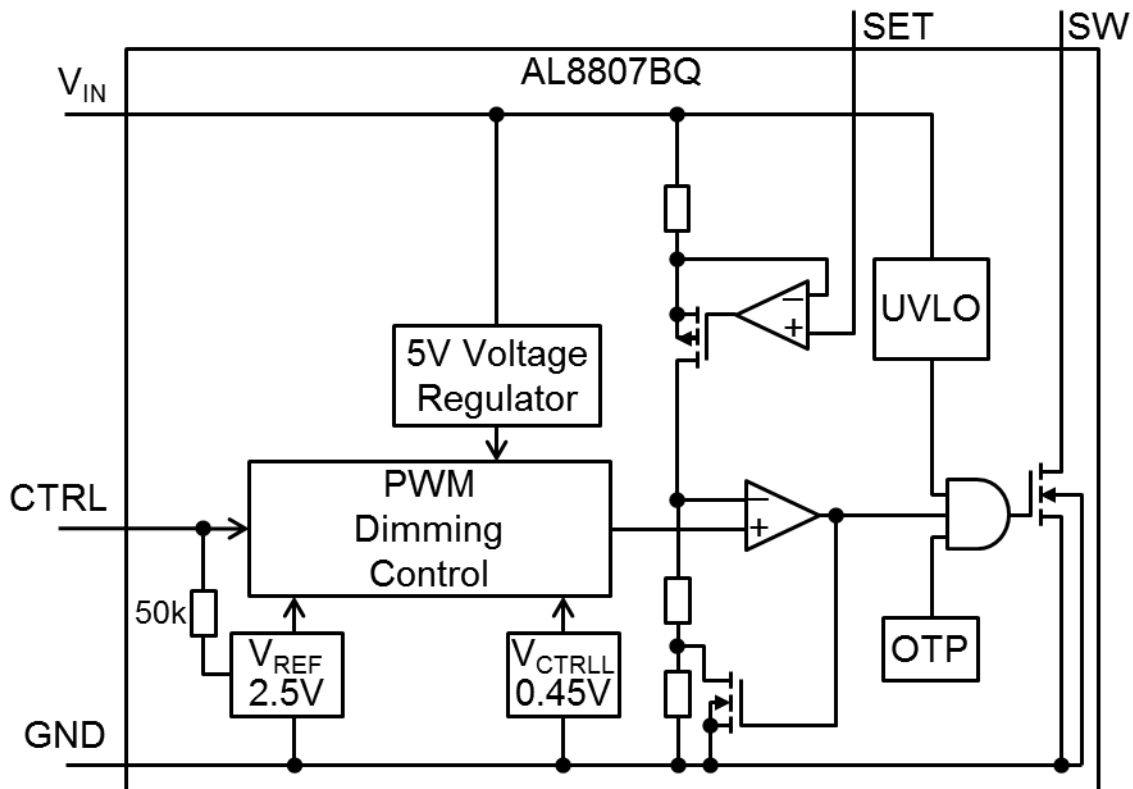 SET
SW
AL8807BQ
VIN
UVLO
5V Voltage
Regulator
CTRL
PWM
Dimming
Control
50k
VREF
2.5V
VCTRLL
0.45V
OTP
GND
−
+
−
+